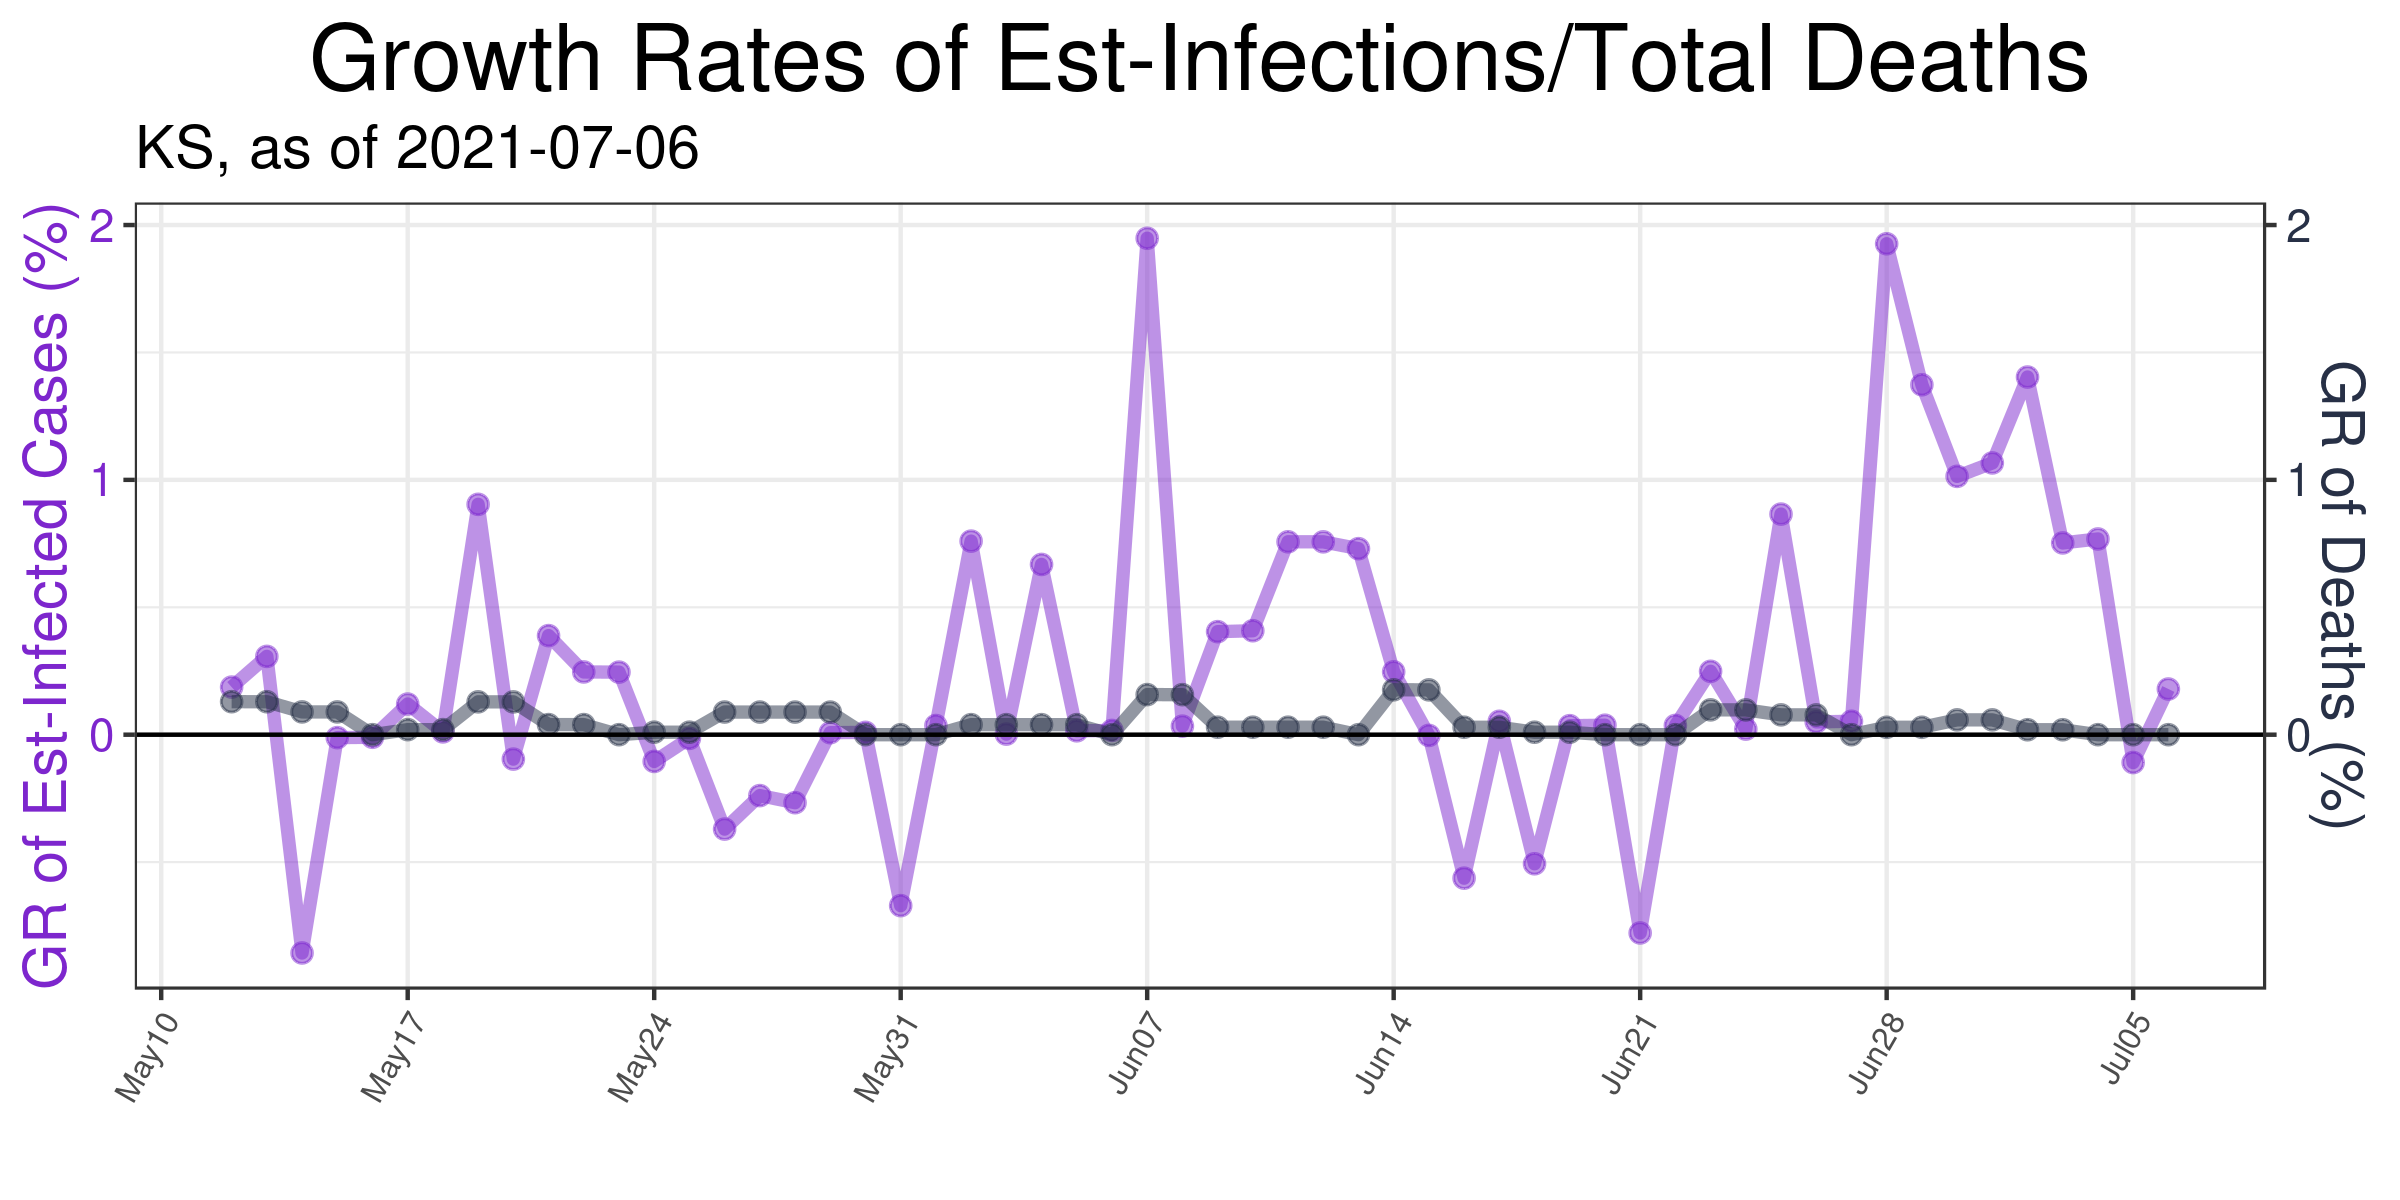 Growth Rates of Est-Infections/Total Deaths
KS, as of 2021-07-06
GR of Est-Infected Cases (%)
2
1
0
2
1
0
GR of Deaths (%)
May10
May17
May24
May31
Jun07
Jun14
Jun21
Jun28
Jul05